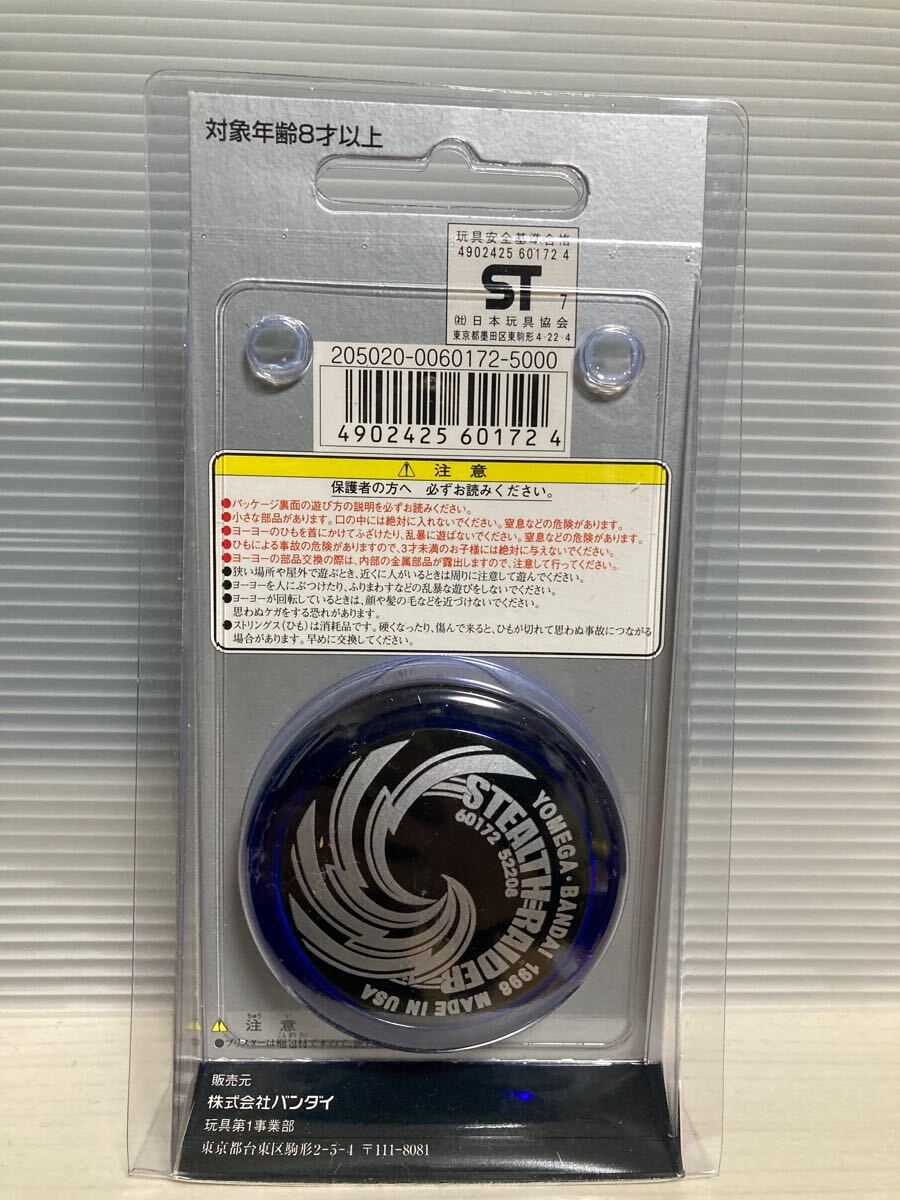 対象年齢8才以上
玩具安全基準合格
4902425 60172 4
ST 7
㈳日本玩具協会
東京都墨田区東駒形4-22-4
205020-0060172-5000
4902425 60172 4
⚠ 注意
保護者の方へ 必ずお読みください。
●パッケージ裏面の遊び方の説明を必ずお読みください。
●小さな部品があります。口の中には絶対に入れないでください。窒息などの危険があります。
●ヨーヨーのひもを首にかけてふざけたり、乱暴に遊ばないでください。窒息などの危険があります。
●ひもによる事故の危険がありますので、3才未満のお子様には絶対に与えないでください。
●ヨーヨーの部品交換の際は、内部の金属部品が露出しますので、注意して行ってください。
●狭い場所や屋外で遊ぶとき、近くに人がいるときは周りに注意して遊んでください。
●ヨーヨーを人にぶつけたり、ふりまわすなどの乱暴な遊びをしないでください。
●ヨーヨーが回転しているときは、顔や髪の毛などを近づけないでください。
思わぬケガをする恐れがあります。
●ストリングス(ひも)は消耗品です。硬くなったり、傷んで来ると、ひもが切れて思わぬ事故につながる
場合があります。早めに交換してください。
STEALTH=RAIDER
60172 52208
YOMEGA・BANDAI 1998 MADE IN USA
⚠ 注意
ちゅう い
●ブリスターは梱包材ですので、
販売元
株式会社バンダイ
玩具第1事業部
東京都台東区駒形2-5-4 〒111-8081